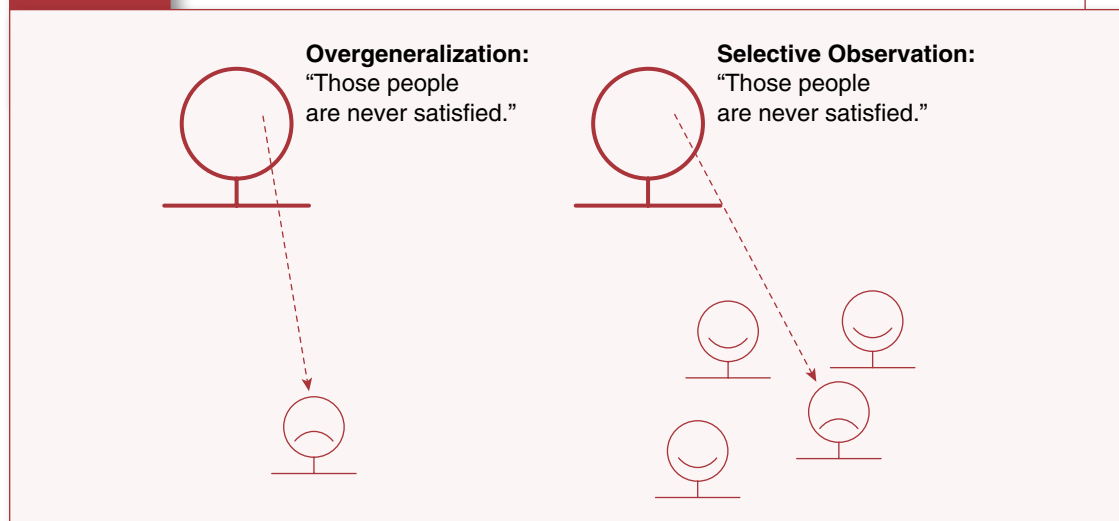 Overgeneralization:
“Those people
are never satisfied.”
Selective Observation:
“Those people
are never satisfied.”